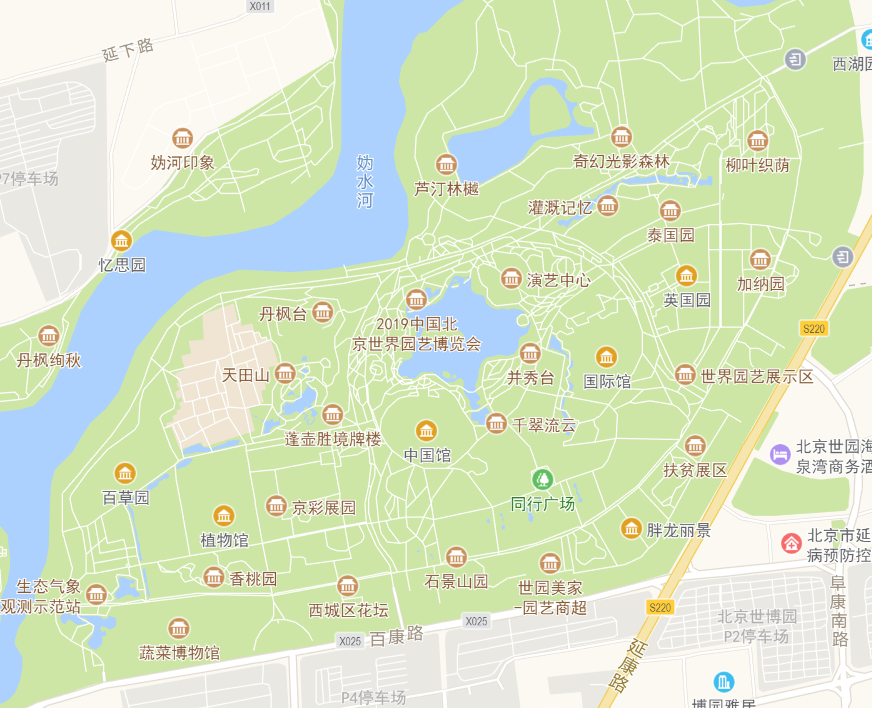 X011
延下路
西湖园
P7停车场
妫河印象
妫水河
芦汀林樾
奇幻光影森林
柳叶织荫
灌溉记忆
泰国园
忆思园
演艺中心
英国园
加纳园
丹枫台
2019中国北
京世界园艺博览会
S220
丹枫绚秋
天田山
并秀台
国际馆
世界园艺展示区
蓬壶胜境牌楼
千翠流云
中国馆
北京世园海
泉湾商务酒
扶贫展区
百草园
京彩展园
同行广场
植物馆
胖龙丽景
北京市延
病预防控
香桃园
石景山园
生态气象
观测示范站
西城区花坛
世园美家
-园艺商超
S220
阜康南路
北京世博园
P2停车场
蔬菜博物馆
X025
百康路
X025
延康路
P4停车场
博园雅居